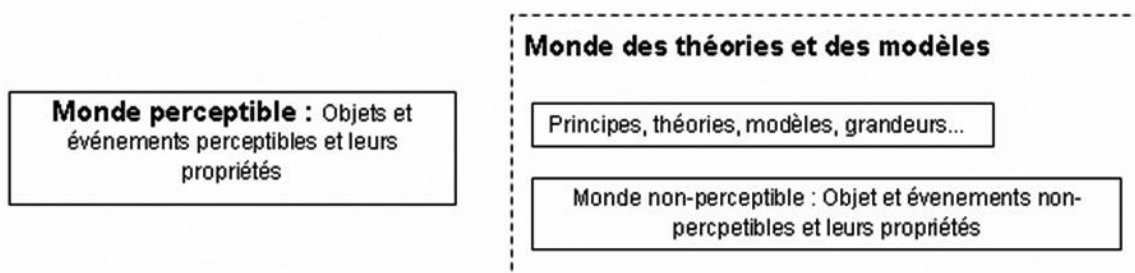 Monde perceptible : Objets et
événements perceptibles et leurs
propriétés
Monde des théories et des modèles
Principes, théories, modèles, grandeurs...
Monde non-perceptible : Objet et évenements non-
percpetibles et leurs propriétés